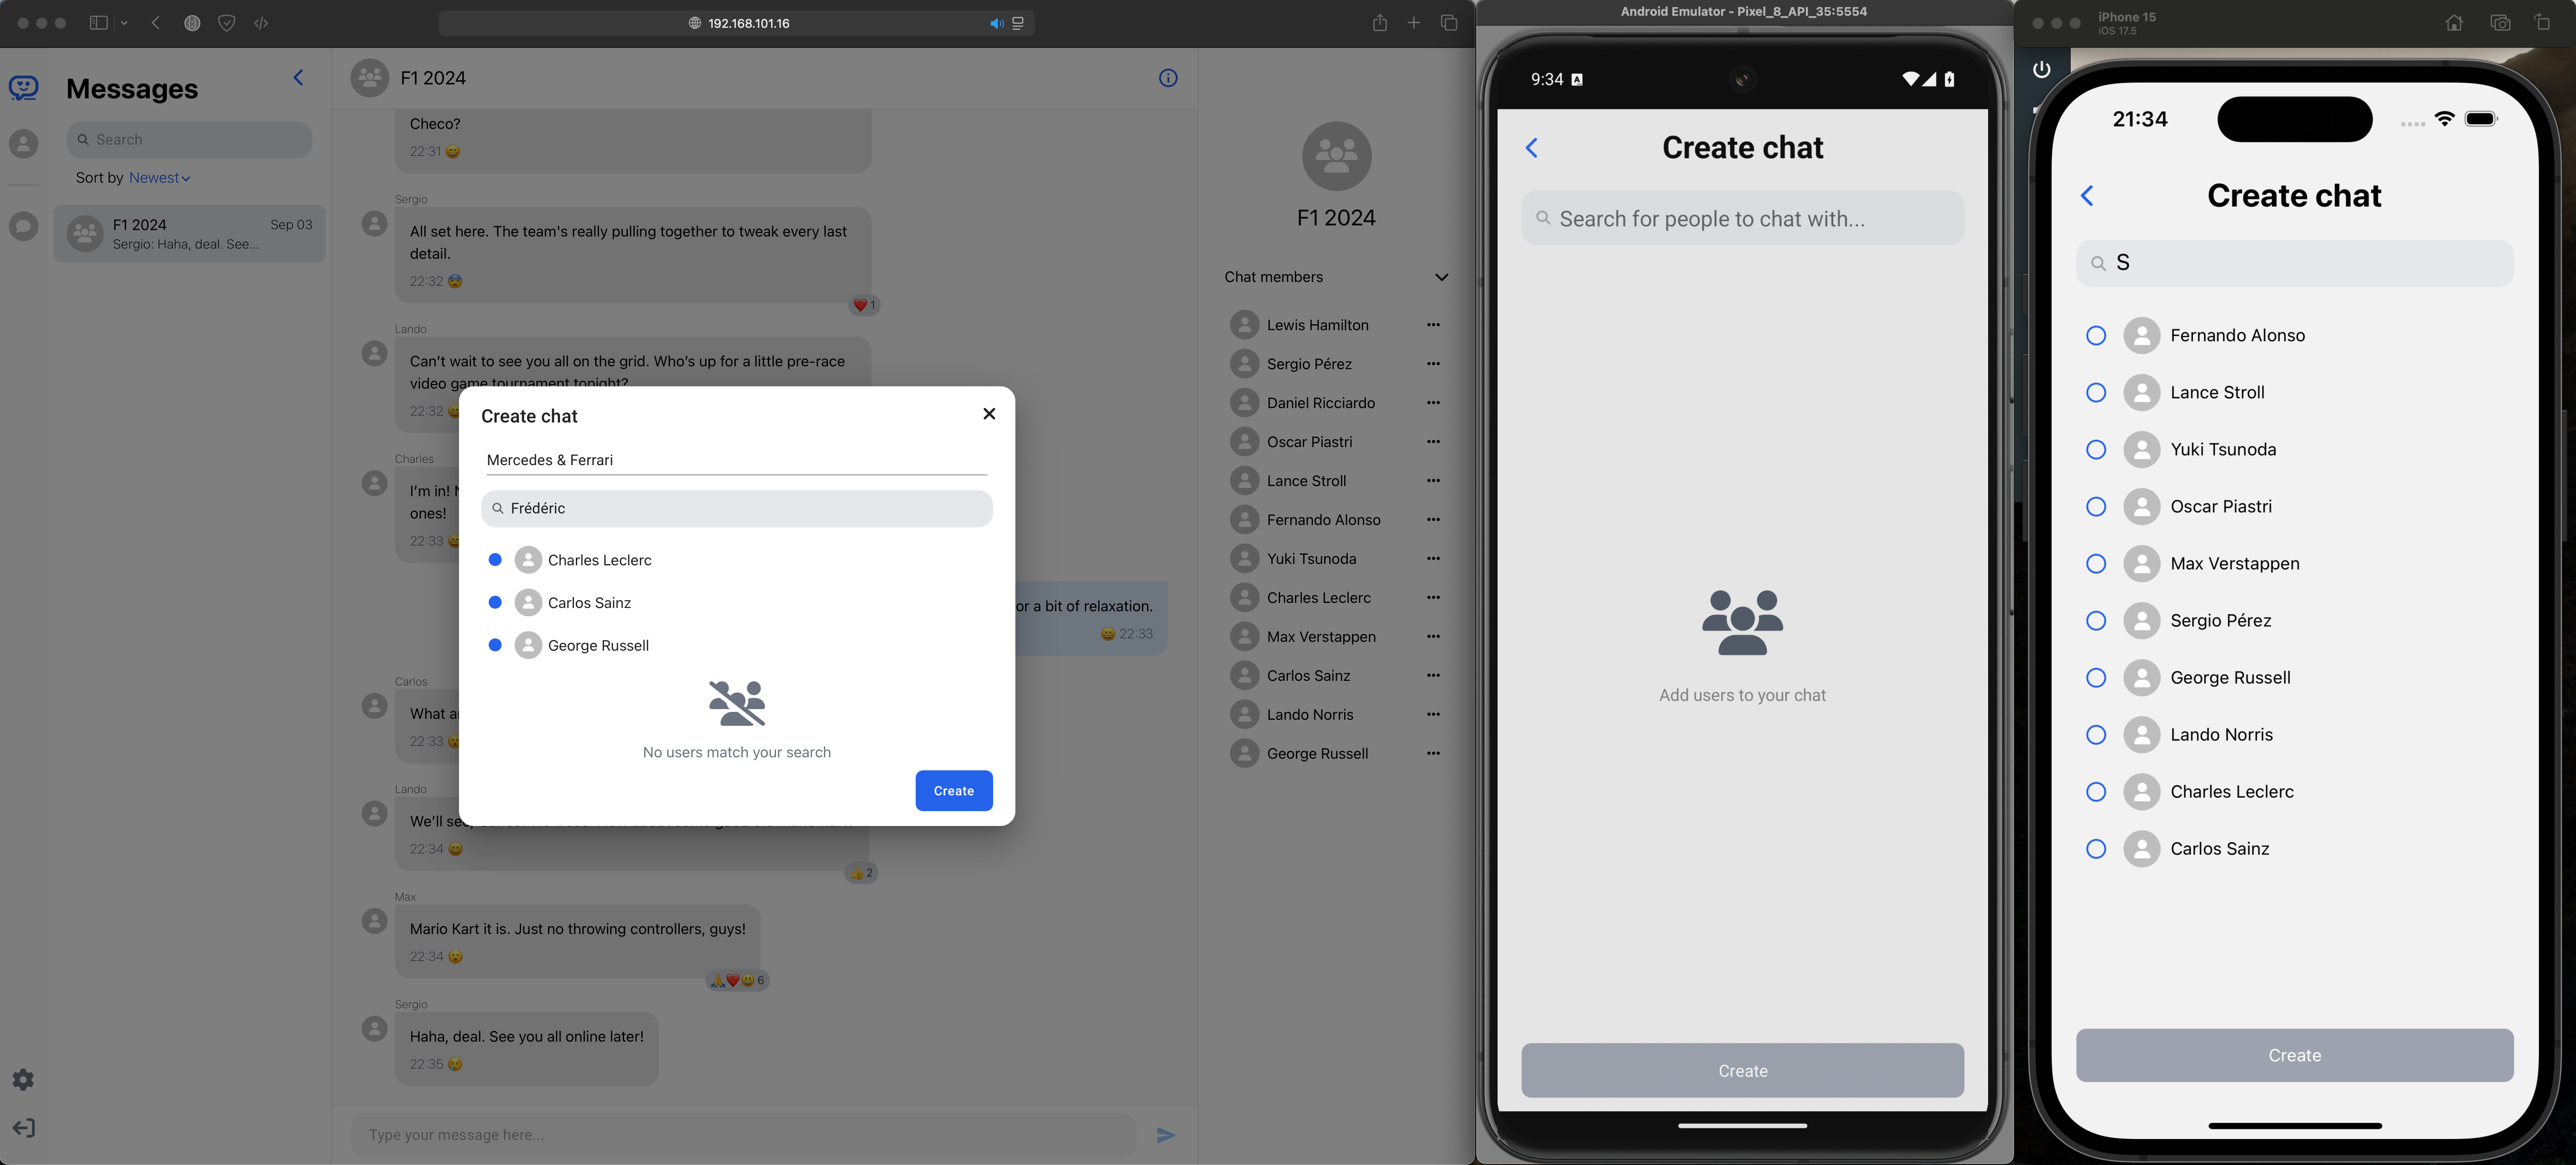 192.168.101.16
Messages
Search
Sort by Newest
F1 2024
Sep 03
Sergio: Haha, deal. See...
F1 2024
Checo?
22:31 😄
Sergio
All set here. The team's really pulling together to tweak every last
detail.
22:32 😨
❤️ 1
Lando
Can’t wait to see you all on the grid. Who’s up for a little pre-race
video game tournament tonight?
22:32
Charles
I’m in!
ones!
22:33
or a bit of relaxation.
😄 22:33
Carlos
What
22:33
Lando
We’ll
22:34 😄
👍 2
Max
Mario Kart it is. Just no throwing controllers, guys!
22:34 😮
🙏❤️😄 6
Sergio
Haha, deal. See you all online later!
22:35 😢
Type your message here...
Create chat
Mercedes & Ferrari
Frédéric
Charles Leclerc
Carlos Sainz
George Russell
No users match your search
Create
F1 2024
Chat members
Lewis Hamilton
Sergio Pérez
Daniel Ricciardo
Oscar Piastri
Lance Stroll
Fernando Alonso
Yuki Tsunoda
Charles Leclerc
Max Verstappen
Carlos Sainz
Lando Norris
George Russell
Android Emulator - Pixel_8_API_35:5554
9:34
Create chat
Search for people to chat with...
Add users to your chat
Create
iPhone 15
iOS 17.5
21:34
Create chat
S
Fernando Alonso
Lance Stroll
Yuki Tsunoda
Oscar Piastri
Max Verstappen
Sergio Pérez
George Russell
Lando Norris
Charles Leclerc
Carlos Sainz
Create